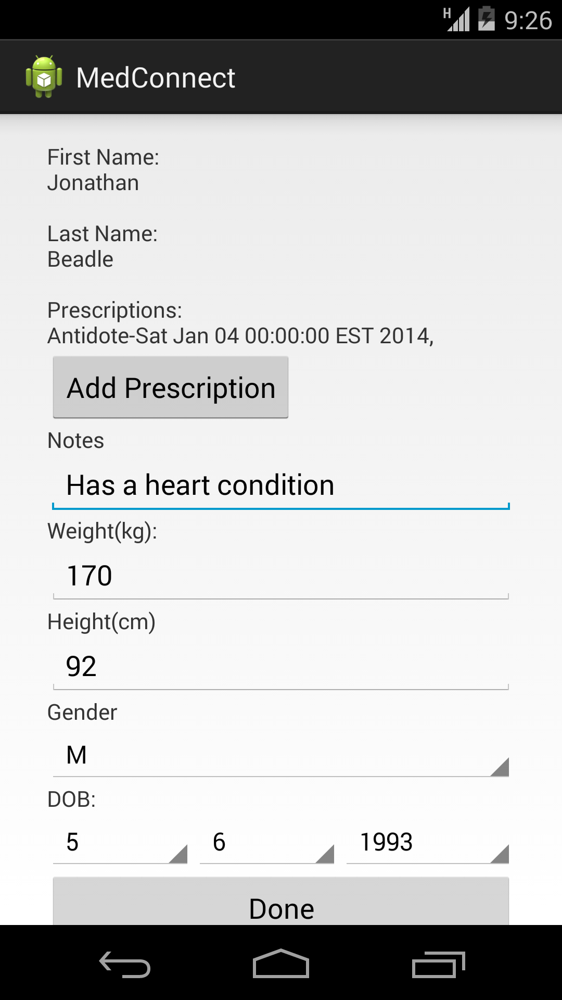 H 9:26
MedConnect
First Name:
Jonathan
Last Name:
Beadle
Prescriptions:
Antidote-Sat Jan 04 00:00:00 EST 2014,
Add Prescription
Notes
Has a heart condition
Weight(kg):
170
Height(cm)
92
Gender
M
DOB:
5 6 1993
Done